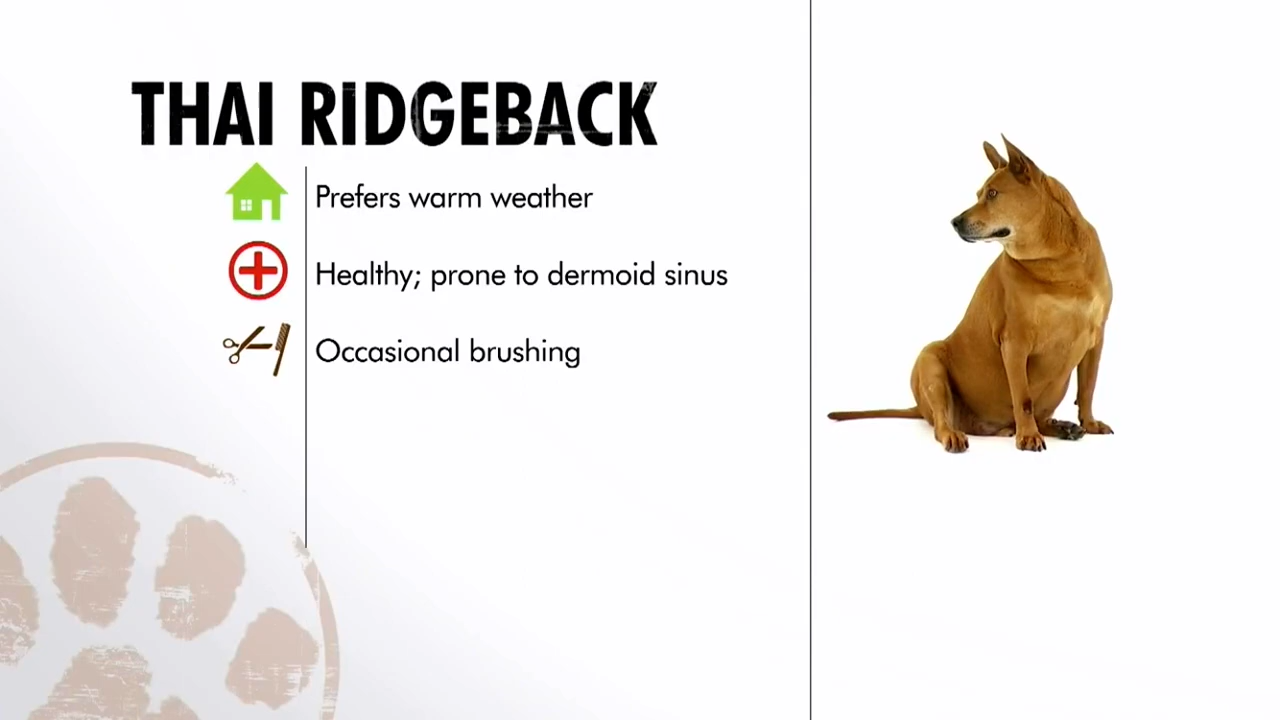 THAI RIDGEBACK
Prefers warm weather
Healthy; prone to dermoid sinus
Occasional brushing